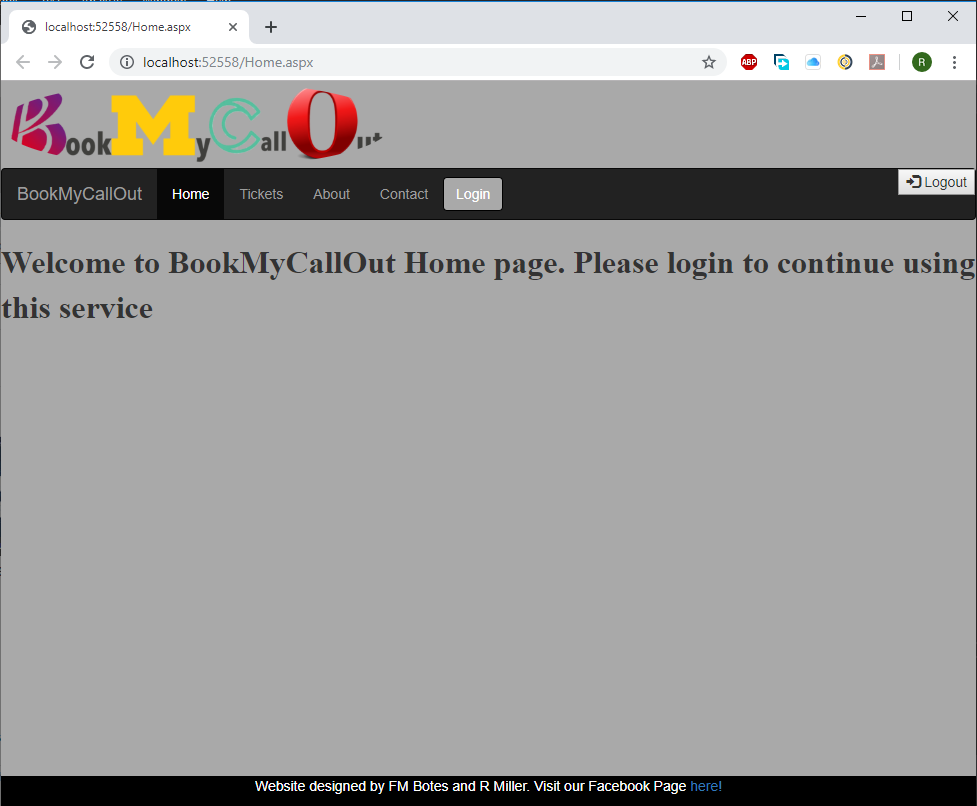 localhost:52558/Home.aspx
localhost:52558/Home.aspx
ABP
R
BookMyCallOut
BookMyCallOut Home Tickets About Contact Login Logout
Welcome to BookMyCallOut Home page. Please login to continue using
this service
Website designed by FM Botes and R Miller. Visit our Facebook Page here!